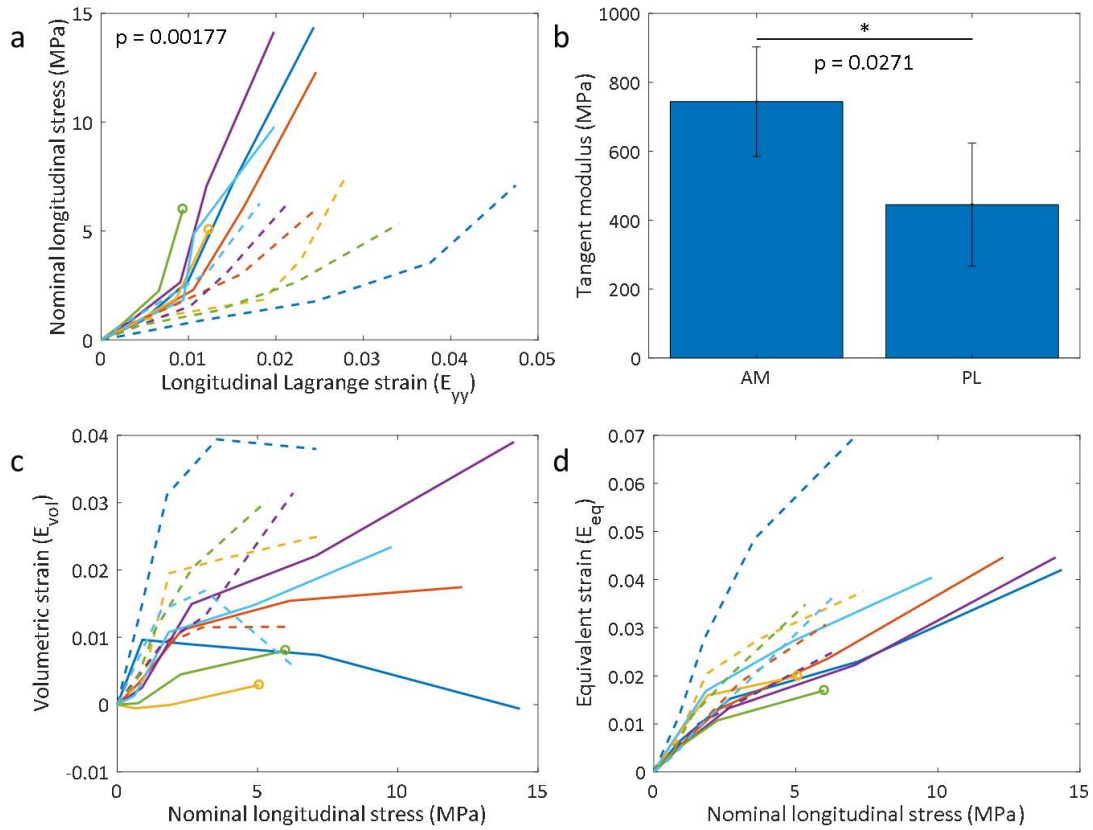 a
p = 0.00177
Nominal longitudinal stress (MPa)
15
10
5
0
0 0.01 0.02 0.03 0.04 0.05
Longitudinal Lagrange strain (Eyy)
b
*
p = 0.0271
Tangent modulus (MPa)
1000
800
600
400
200
0
AM PL
c
Volumetric strain (Evol)
0.04
0.03
0.02
0.01
0
-0.01
0 5 10 15
Nominal longitudinal stress (MPa)
d
Equivalent strain (Eeq)
0.07
0.06
0.05
0.04
0.03
0.02
0.01
0
0 5 10 15
Nominal longitudinal stress (MPa)